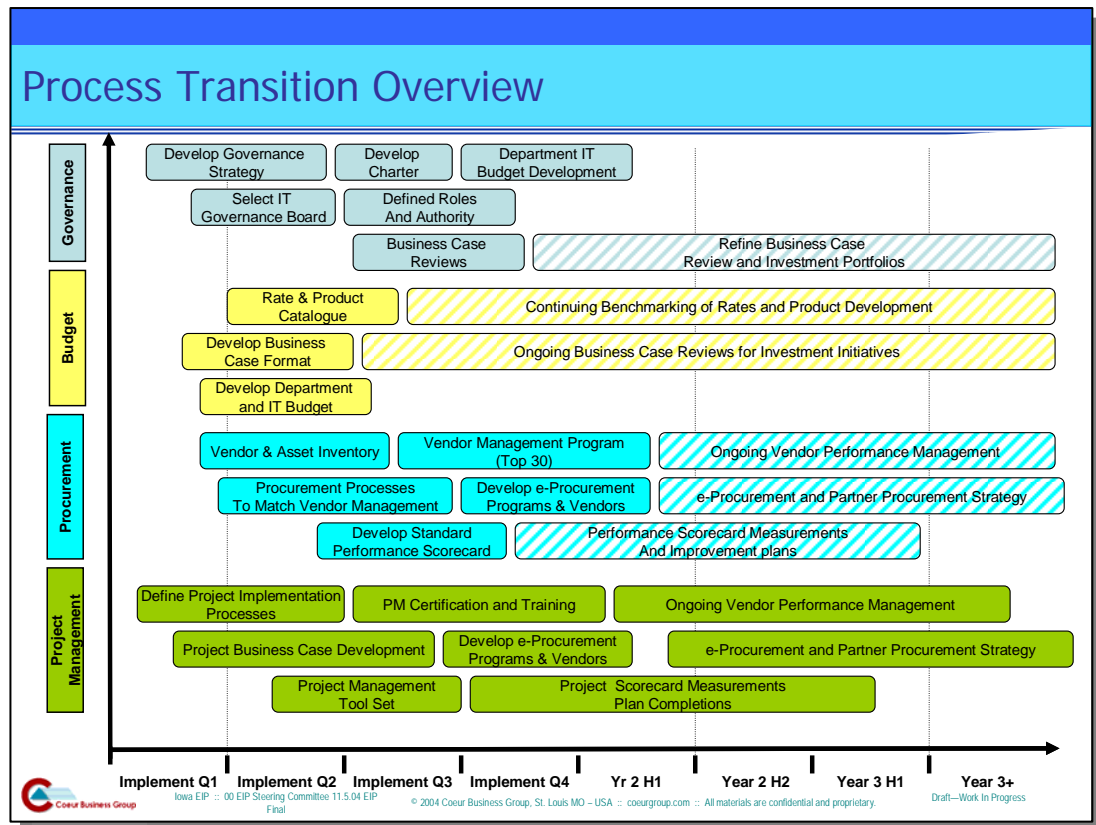 Process Transition Overview
Governance
Develop Governance
Strategy
Develop
Charter
Department IT
Budget Development
Select IT
Governance Board
Defined Roles
And Authority
Business Case
Reviews
Refine Business Case
Review and Investment Portfolios
Budget
Rate & Product
Catalogue
Continuing Benchmarking of Rates and Product Development
Develop Business
Case Format
Ongoing Business Case Reviews for Investment Initiatives
Develop Department
and IT Budget
Procurement
Vendor & Asset Inventory
Vendor Management Program
(Top 30)
Ongoing Vendor Performance Management
Procurement Processes
To Match Vendor Management
Develop e-Procurement
Programs & Vendors
e-Procurement and Partner Procurement Strategy
Develop Standard
Performance Scorecard
Performance Scorecard Measurements
And Improvement plans
Project
Management
Define Project Implementation
Processes
PM Certification and Training
Ongoing Vendor Performance Management
Project Business Case Development
Develop e-Procurement
Programs & Vendors
e-Procurement and Partner Procurement Strategy
Project Management
Tool Set
Project Scorecard Measurements
Plan Completions
Implement Q1 Implement Q2 Implement Q3 Implement Q4 Yr 2 H1 Year 2 H2 Year 3 H1 Year 3+
Coeur Business Group
Iowa EIP :: 00 EIP Steering Committee 11.5.04 EIP
Final
© 2004 Coeur Business Group, St. Louis MO – USA :: coeurgroup.com :: All materials are confidential and proprietary.
Draft—Work In Progress